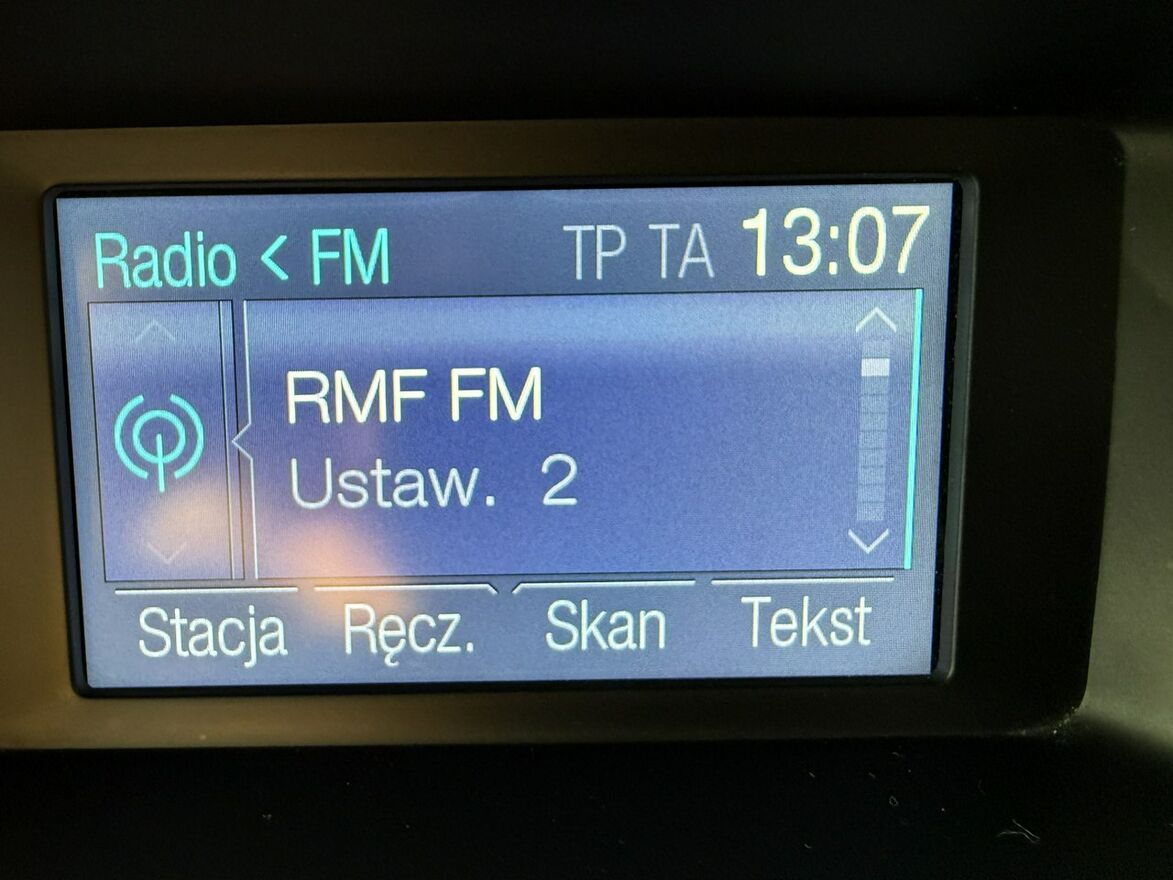 Radio < FM TP TA 13:07
RMF FM
Ustaw. 2
Stacja Ręcz. Skan Tekst